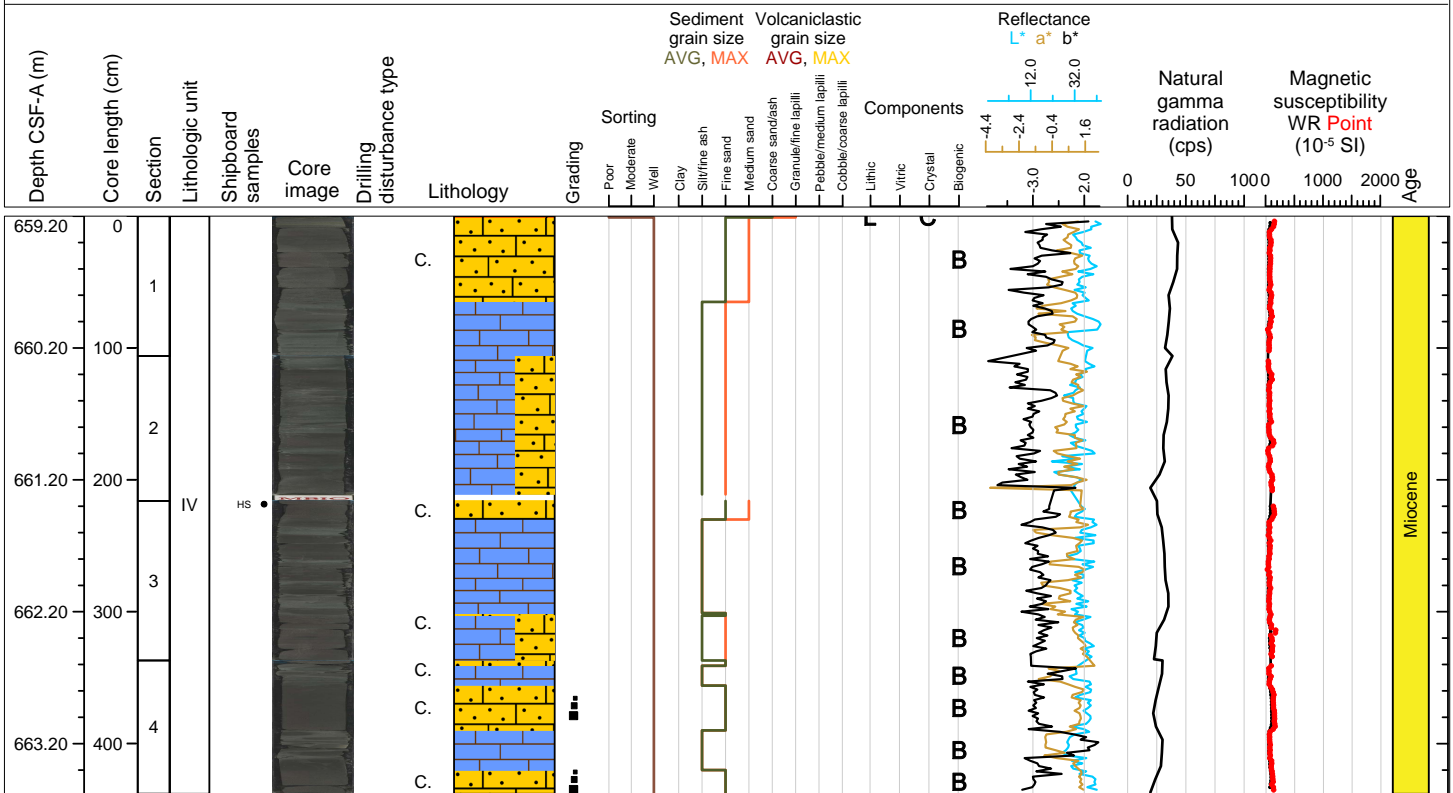 Depth CSF-A (m)
Core length (cm)
Section
Lithologic unit
Shipboard
samples
Core
image
Drilling
disturbance type
Lithology
Grading
Sorting
Poor
Moderate
Well
Sediment
grain size
AVG, MAX
Volcaniclastic
grain size
AVG, MAX
Clay
Silt/fine ash
Fine sand
Medium sand
Coarse sand/ash
Granule/fine lapilli
Pebble/medium lapilli
Cobble/coarse lapilli
Components
Lithic
Vitric
Crystal
Biogenic
Reflectance
L* a* b*
12.0 32.0
-4.4 -2.4 -0.4 1.6
-3.0 2.0
Natural
gamma
radiation
(cps)
0 50 100
Magnetic
susceptibility
WR Point
(10-5 SI)
0 1000 2000
Age
659.20 0
L C
C. B
1
B
660.20 100
2 B
661.20 200
MBIO
IV HS C. B
B
3
662.20 300
C. B
C. B
C. B
4
663.20 400 B
C. B
Miocene